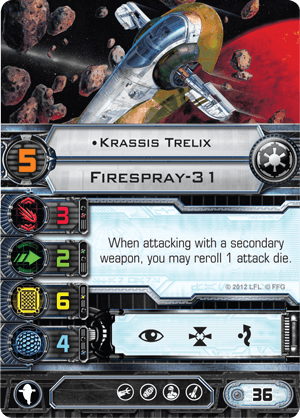 •Krassis Trelix
5
Firespray-31
3
2
When attacking with a secondary
weapon, you may reroll 1 attack die.
©2012 LFL ©FFG
6
4
36